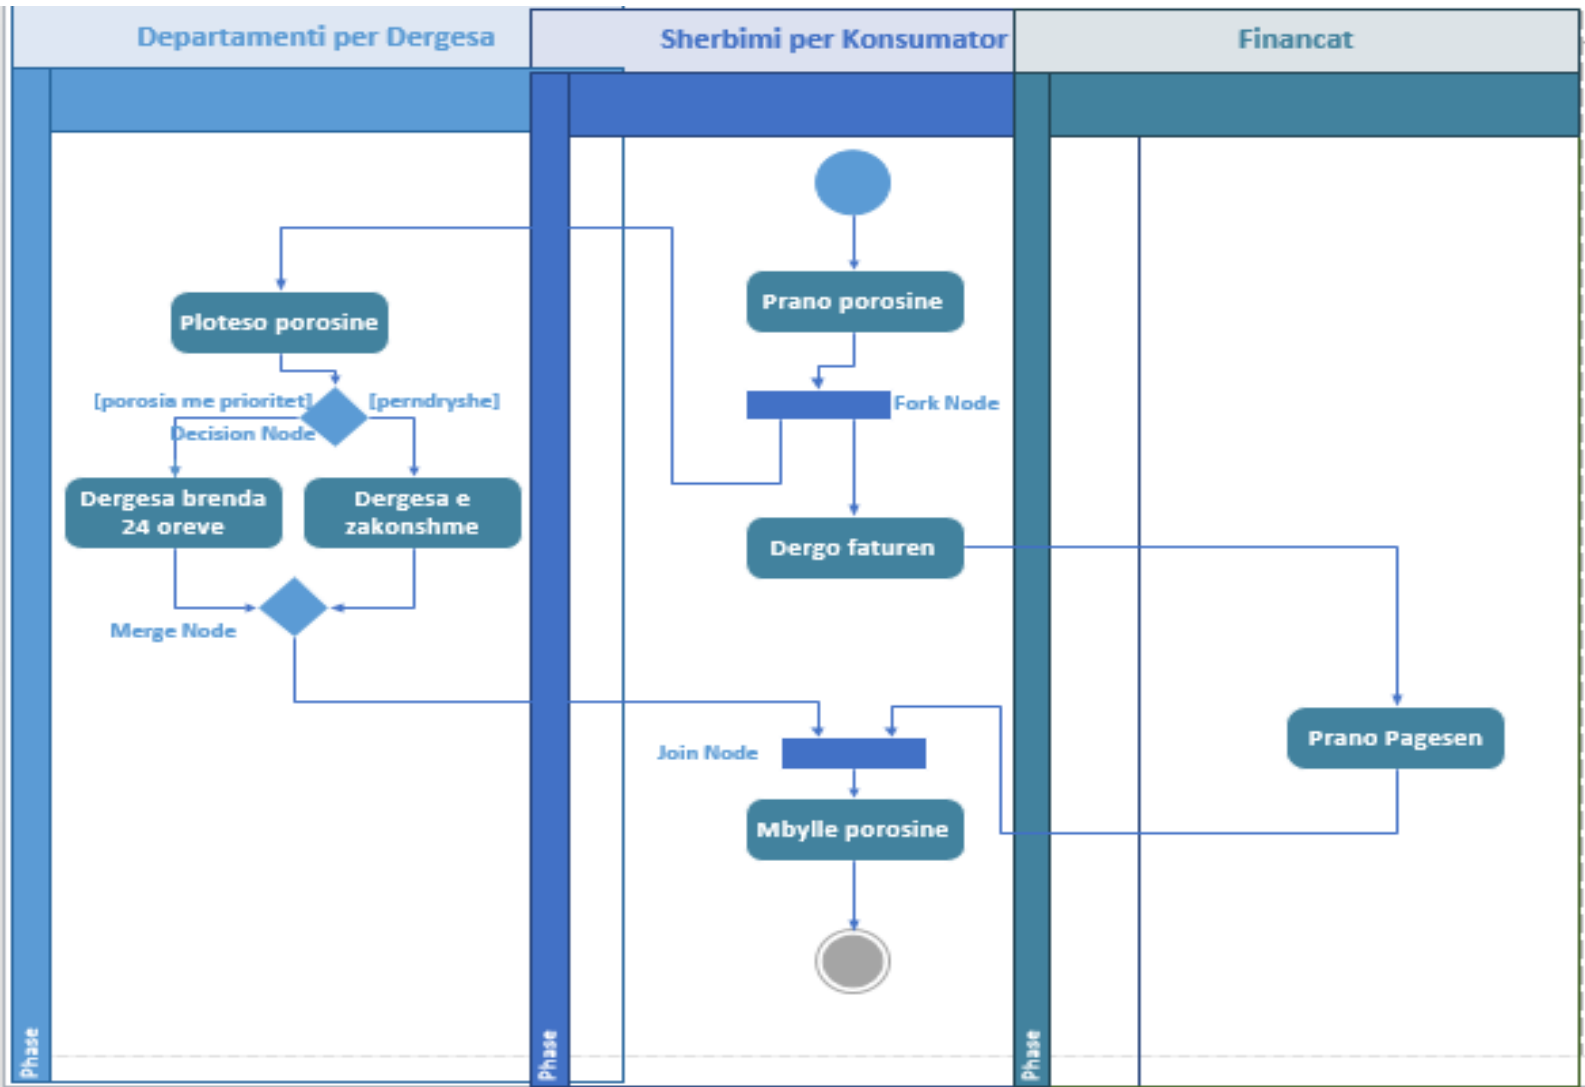 Departamenti per Dergesa
Sherbimi per Konsumator
Financat
Prano porosine
Ploteso porosine
[porosia me prioritet]
[perndryshe]
Fork Node
Decision Node
Dergesa brenda
24 oreve
Dergesa e
zakonshme
Dergo faturen
Merge Node
Join Node
Prano Pagesen
Mbylle porosine
Phase
Phase
Phase